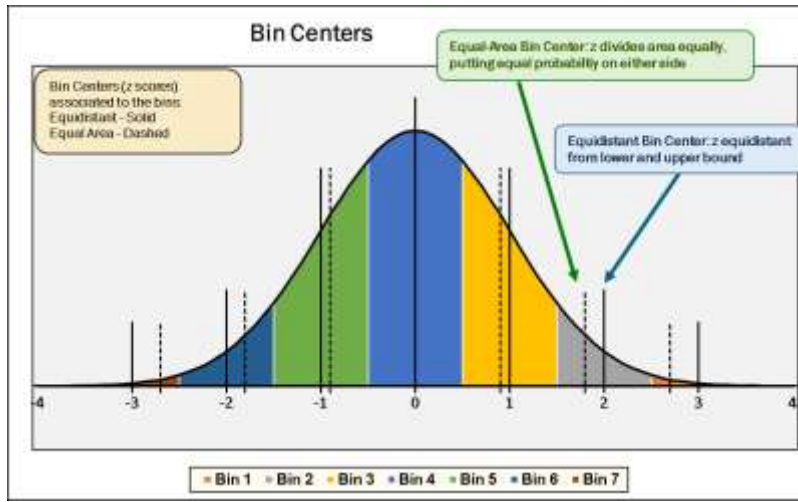 Bin Centers
Equal-Area Bin Center: z divides area equally,
putting equal probability on either side
Bin Centers (z scores)
associated to the bins
Equidistant - Solid
Equal Area - Dashed
Equidistant Bin Center: z equidistant
from lower and upper bound
-4 -3 -2 -1 0 1 2 3 4
Bin 1 Bin 2 Bin 3 Bin 4 Bin 5 Bin 6 Bin 7